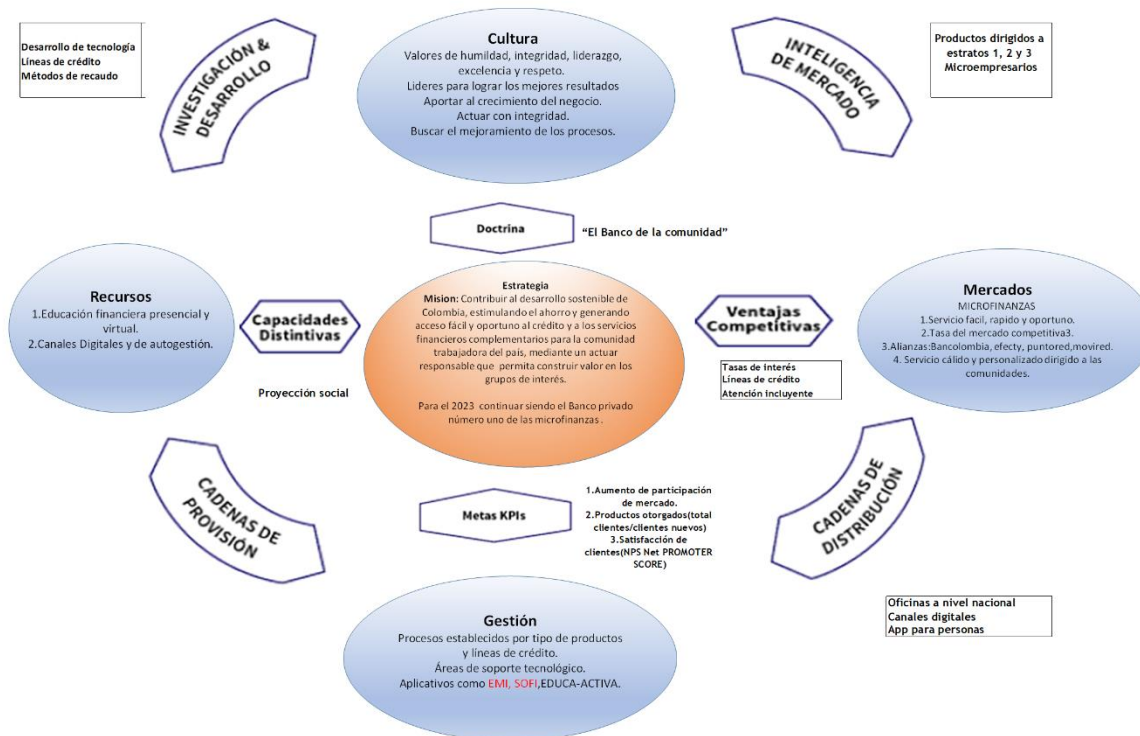 Desarrollo de tecnología
Líneas de crédito
Métodos de recaudo
INVESTIGACIÓN &
DESARROLLO
Cultura
Valores de humildad, integridad, liderazgo,
excelencia y respeto.
Lideres para lograr los mejores resultados
Aportar al crecimiento del negocio.
Actuar con integridad.
Buscar el mejoramiento de los procesos.
INTELIGENCIA
DE MERCADO
Productos dirigidos a
estratos 1, 2 y 3
Microempresarios
Doctrina
“El Banco de la comunidad”
Recursos
1.Educación financiera presencial y
virtual.
2.Canales Digitales y de autogestión.
Capacidades
Distintivas
Proyección social
Estrategia
Mision: Contribuir al desarrollo sostenible de
Colombia, estimulando el ahorro y generando
acceso fácil y oportuno al crédito y a los servicios
financieros complementarios para la comunidad
trabajadora del país, mediante un actuar
responsable que permita construir valor en los
grupos de interés.
Para el 2023 continuar siendo el Banco privado
número uno de las microfinanzas .
Ventajas
Competitivas
Tasas de interés
Líneas de crédito
Atención incluyente
Mercados
MICROFINANZAS
1.Servicio facil, rapido y oportuno.
2.Tasa del mercado competitiva3.
3.Alianzas:Bancolombia, efecty, puntored,movired.
4. Servicio cálido y personalizado dirigido a las
comunidades.
CADENAS DE
PROVISIÓN
Metas KPIs
1.Aumento de participación
de mercado.
2.Productos otorgados(total
clientes/clientes nuevos)
3.Satisfacción de
clientes(NPS Net PROMOTER
SCORE)
CADENAS DE
DISTRIBUCIÓN
Oficinas a nivel nacional
Canales digitales
App para personas
Gestión
Procesos establecidos por tipo de productos
y líneas de crédito.
Áreas de soporte tecnológico.
Aplicativos como EMI, SOFI,EDUCA-ACTIVA.